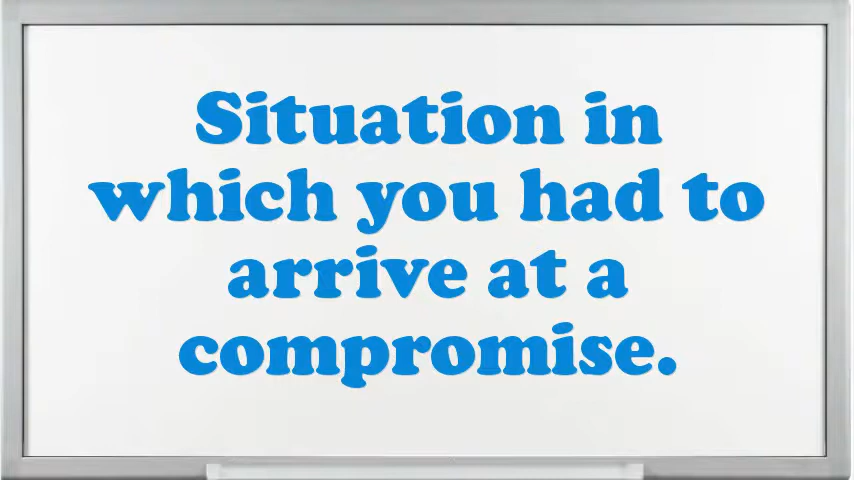 Situation in
which you had to
arrive at a
compromise.